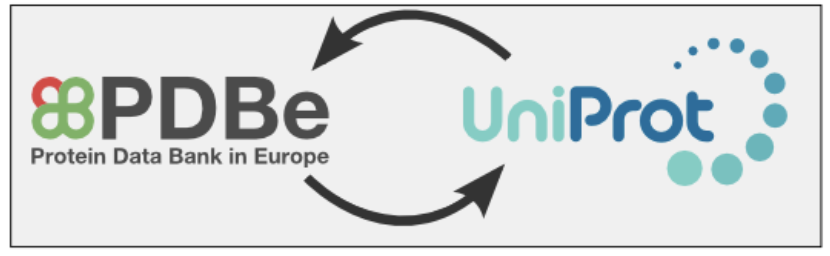 PDBe
Protein Data Bank in Europe
UniProt